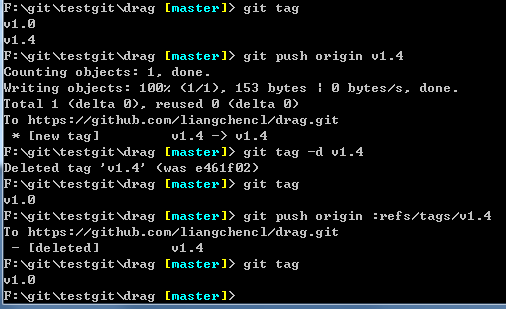 F:\git\testgit\drag [master]> git tag
v1.0
v1.4
F:\git\testgit\drag [master]> git push origin v1.4
Counting objects: 1, done.
Writing objects: 100% (1/1), 153 bytes | 0 bytes/s, done.
Total 1 (delta 0), reused 0 (delta 0)
To https://github.com/liangchencl/drag.git
 * [new tag]         v1.4 -> v1.4
F:\git\testgit\drag [master]> git tag -d v1.4
Deleted tag 'v1.4' (was e461f02)
F:\git\testgit\drag [master]> git tag
v1.0
F:\git\testgit\drag [master]> git push origin :refs/tags/v1.4
To https://github.com/liangchencl/drag.git
 - [deleted]         v1.4
F:\git\testgit\drag [master]> git tag
v1.0
F:\git\testgit\drag [master]>